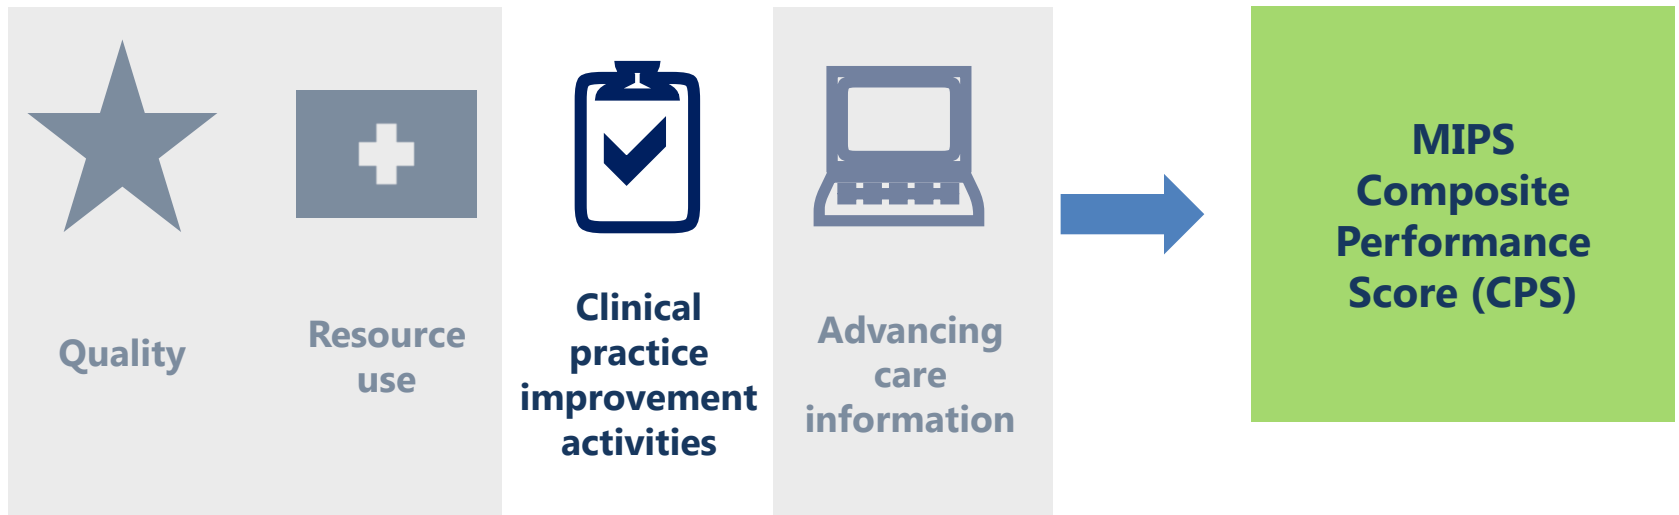 Quality
Resource
use
Clinical
practice
improvement
activities
Advancing
care
information
MIPS
Composite
Performance
Score (CPS)